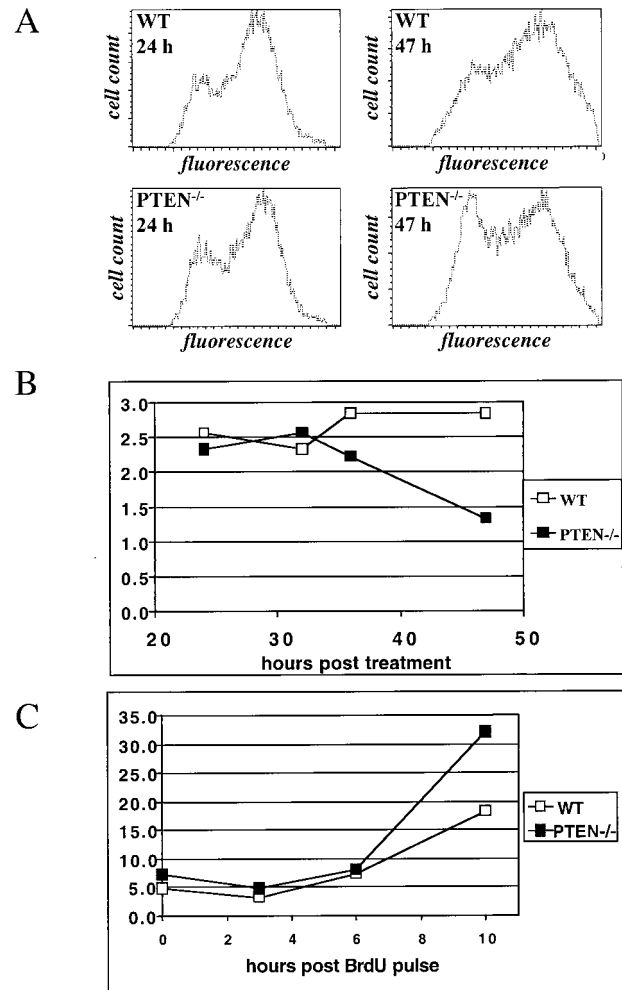 A
WT
24 h
cell count
fluorescence
WT
47 h
cell count
fluorescence
PTEN-/-
24 h
cell count
fluorescence
PTEN-/-
47 h
cell count
fluorescence
B
3.0
2.5
2.0
1.5
1.0
0.5
0.0
20 30 40 50
hours post treatment
WT
PTEN-/-
C
35.0
30.0
25.0
20.0
15.0
10.0
5.0
0.0
0 2 4 6 8 10
hours post BrdU pulse
WT
PTEN-/-